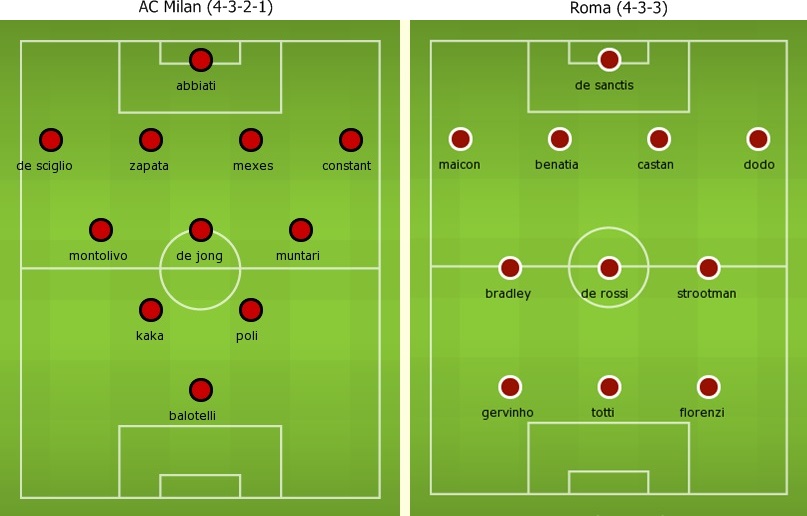 AC Milan (4-3-2-1)
abbiati
de sciglio zapata mexes constant
montolivo de jong muntari
kaka poli
balotelli
Roma (4-3-3)
de sanctis
maicon benatia castan dodo
bradley de rossi strootman
gervinho totti florenzi